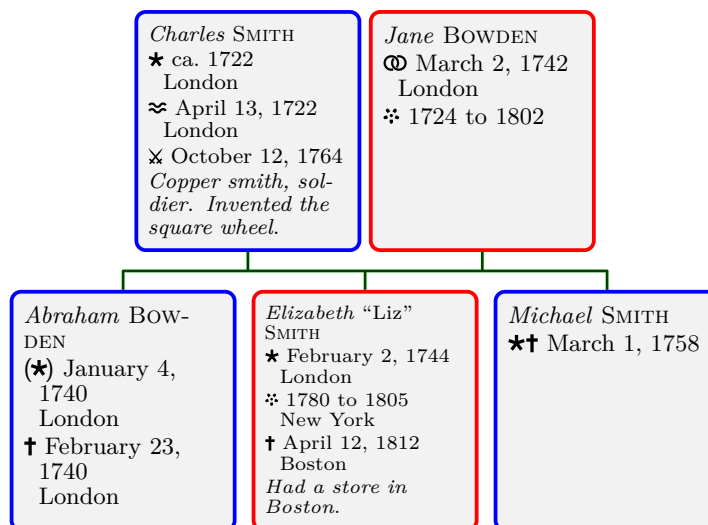 Charles SMITH
★ ca. 1722
London
≈ April 13, 1722
London
⚔ October 12, 1764
Copper smith, sol-
dier. Invented the
square wheel.
Jane BOWDEN
⚭ March 2, 1742
London
⁘ 1724 to 1802
Abraham BOW-
DEN
(★) January 4,
1740
London
✝ February 23,
1740
London
Elizabeth “Liz”
SMITH
★ February 2, 1744
London
⁘ 1780 to 1805
New York
✝ April 12, 1812
Boston
Had a store in
Boston.
Michael SMITH
★✝ March 1, 1758